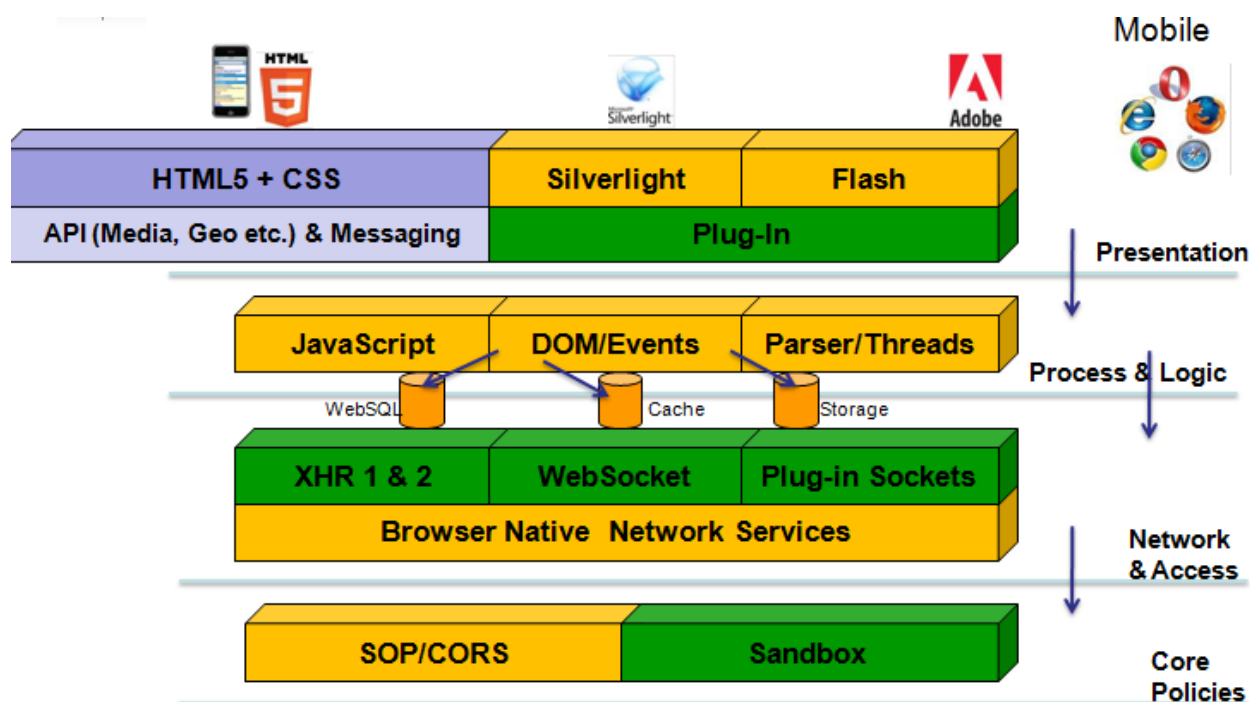 Mobile
HTML
5
Microsoft
Silverlight
Adobe
HTML5 + CSS
Silverlight
Flash
API (Media, Geo etc.) & Messaging
Plug-In
Presentation
JavaScript
DOM/Events
Parser/Threads
Process & Logic
WebSQL
Cache
Storage
XHR 1 & 2
WebSocket
Plug-in Sockets
Browser Native Network Services
Network
& Access
SOP/CORS
Sandbox
Core
Policies